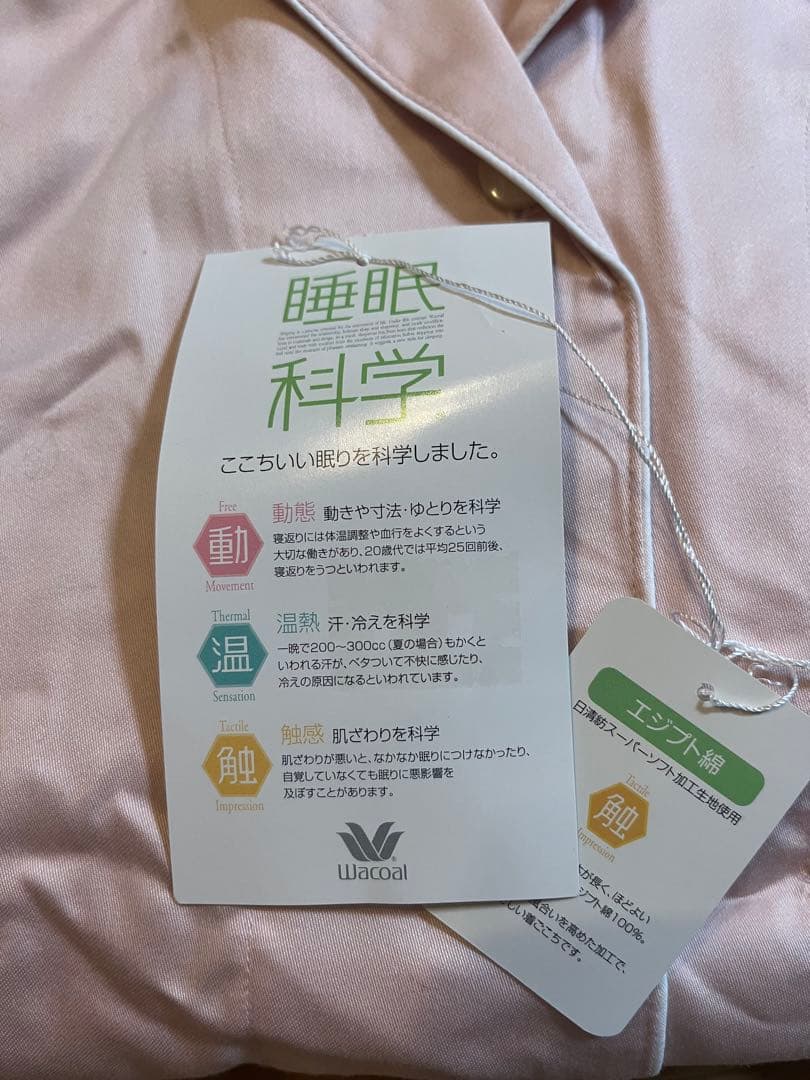 睡眠
科学
ここちいい眠りを科学しました。
Free
動
Movement
動態 動きや寸法・ゆとりを科学
寝返りには体温調整や血行をよくするという
大切な働きがあり、20歳代では平均25回前後、
寝返りをうつといわれます。
Thermal
温
Sensation
温熱 汗・冷えを科学
一晩で200〜300cc（夏の場合）もかくと
いわれる汗が、ベタついて不快に感じたり、
冷えの原因になるといわれています。
Tactile
触
Impression
触感 肌ざわりを科学
肌ざわりが悪いと、なかなか眠りにつけなかったり、
自覚していなくても眠りに悪影響を
及ぼすことがあります。
Wacoal
エジプト綿
日清紡スーパーソフト加工生地使用
Tactile
触
Impression
が長く、ほどよい
ジプト綿100%。
風合いを高めた加工で、
しい着ごこちです。